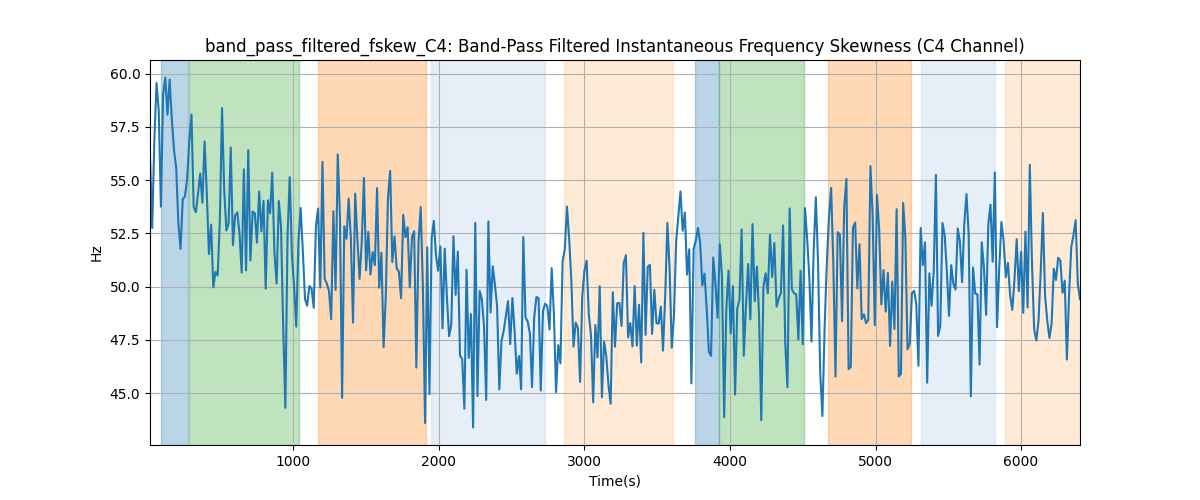 band_pass_filtered_fskew_C4: Band-Pass Filtered Instantaneous Frequency Skewness (C4 Channel)
60.0
57.5
55.0
52.5
50.0
47.5
45.0
Hz
1000 2000 3000 4000 5000 6000
Time(s)